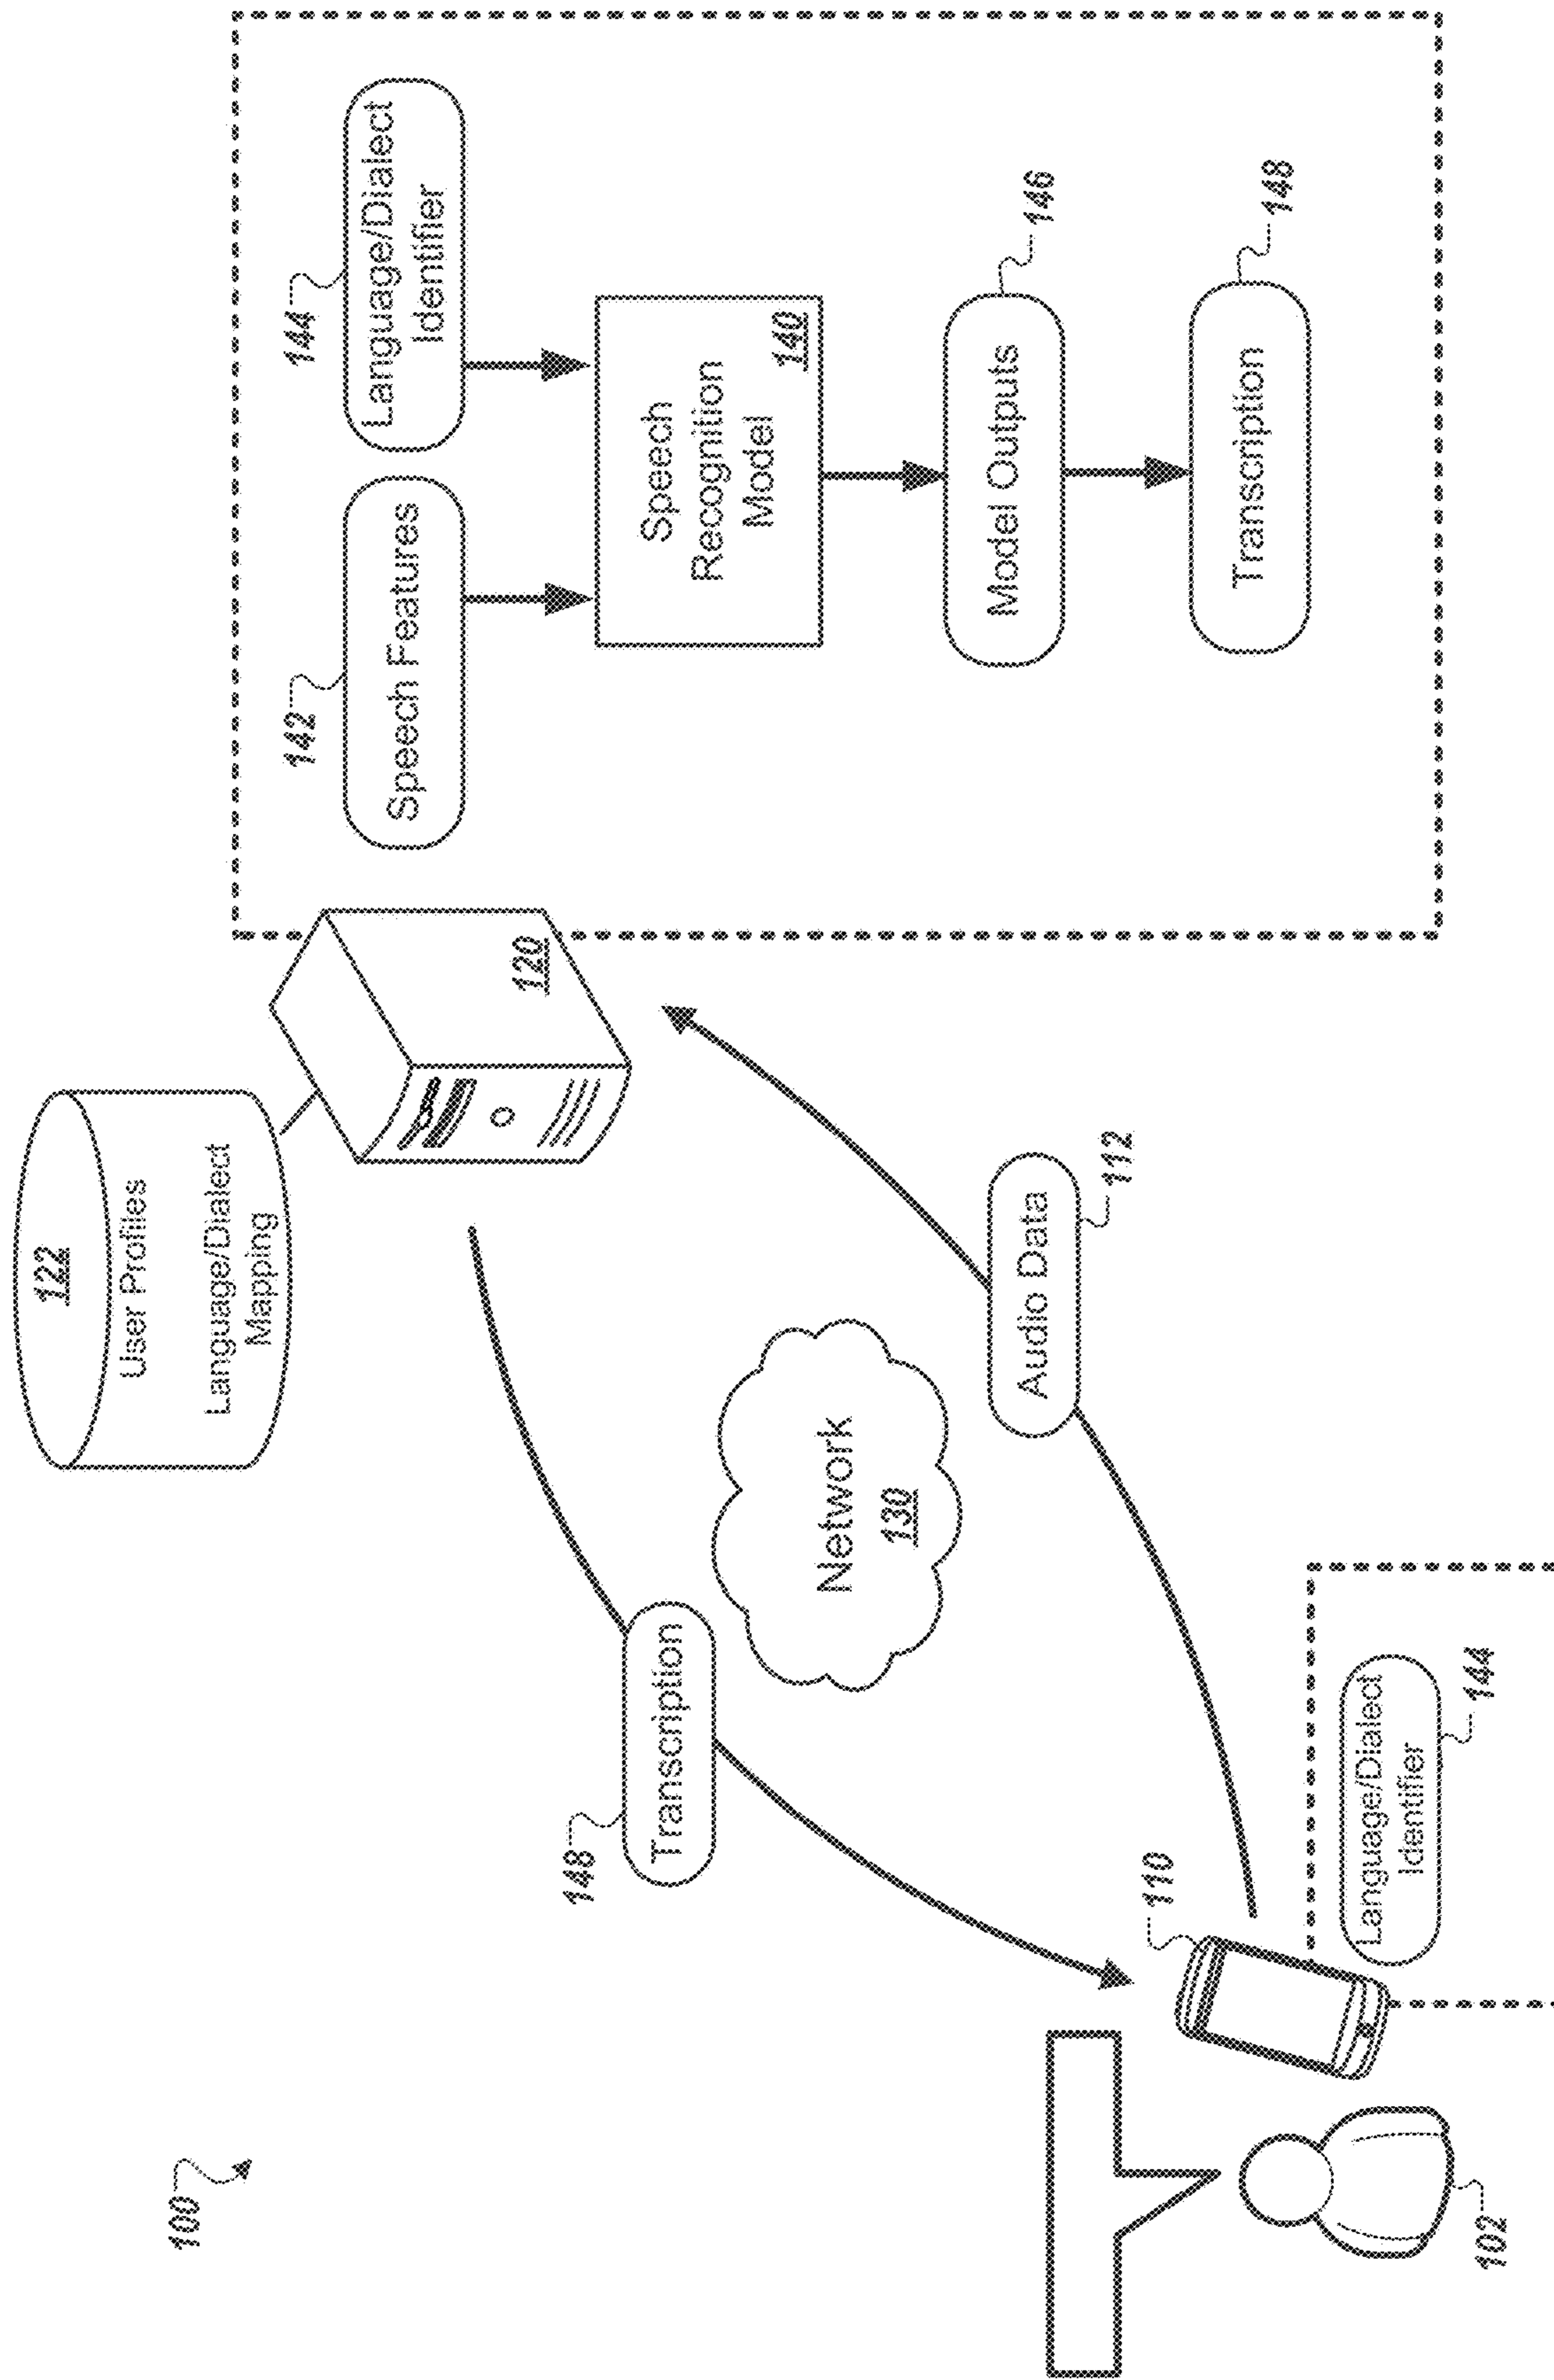 100
122
User Profiles
Language/Dialect
Mapping
120
148
Transcription
Network
130
Audio Data
112
110
102
Language/Dialect
Identifier
144
142
Speech Features
144
Language/Dialect
Identifier
Speech
Recognition
Model
140
Model Outputs
146
Transcription
148